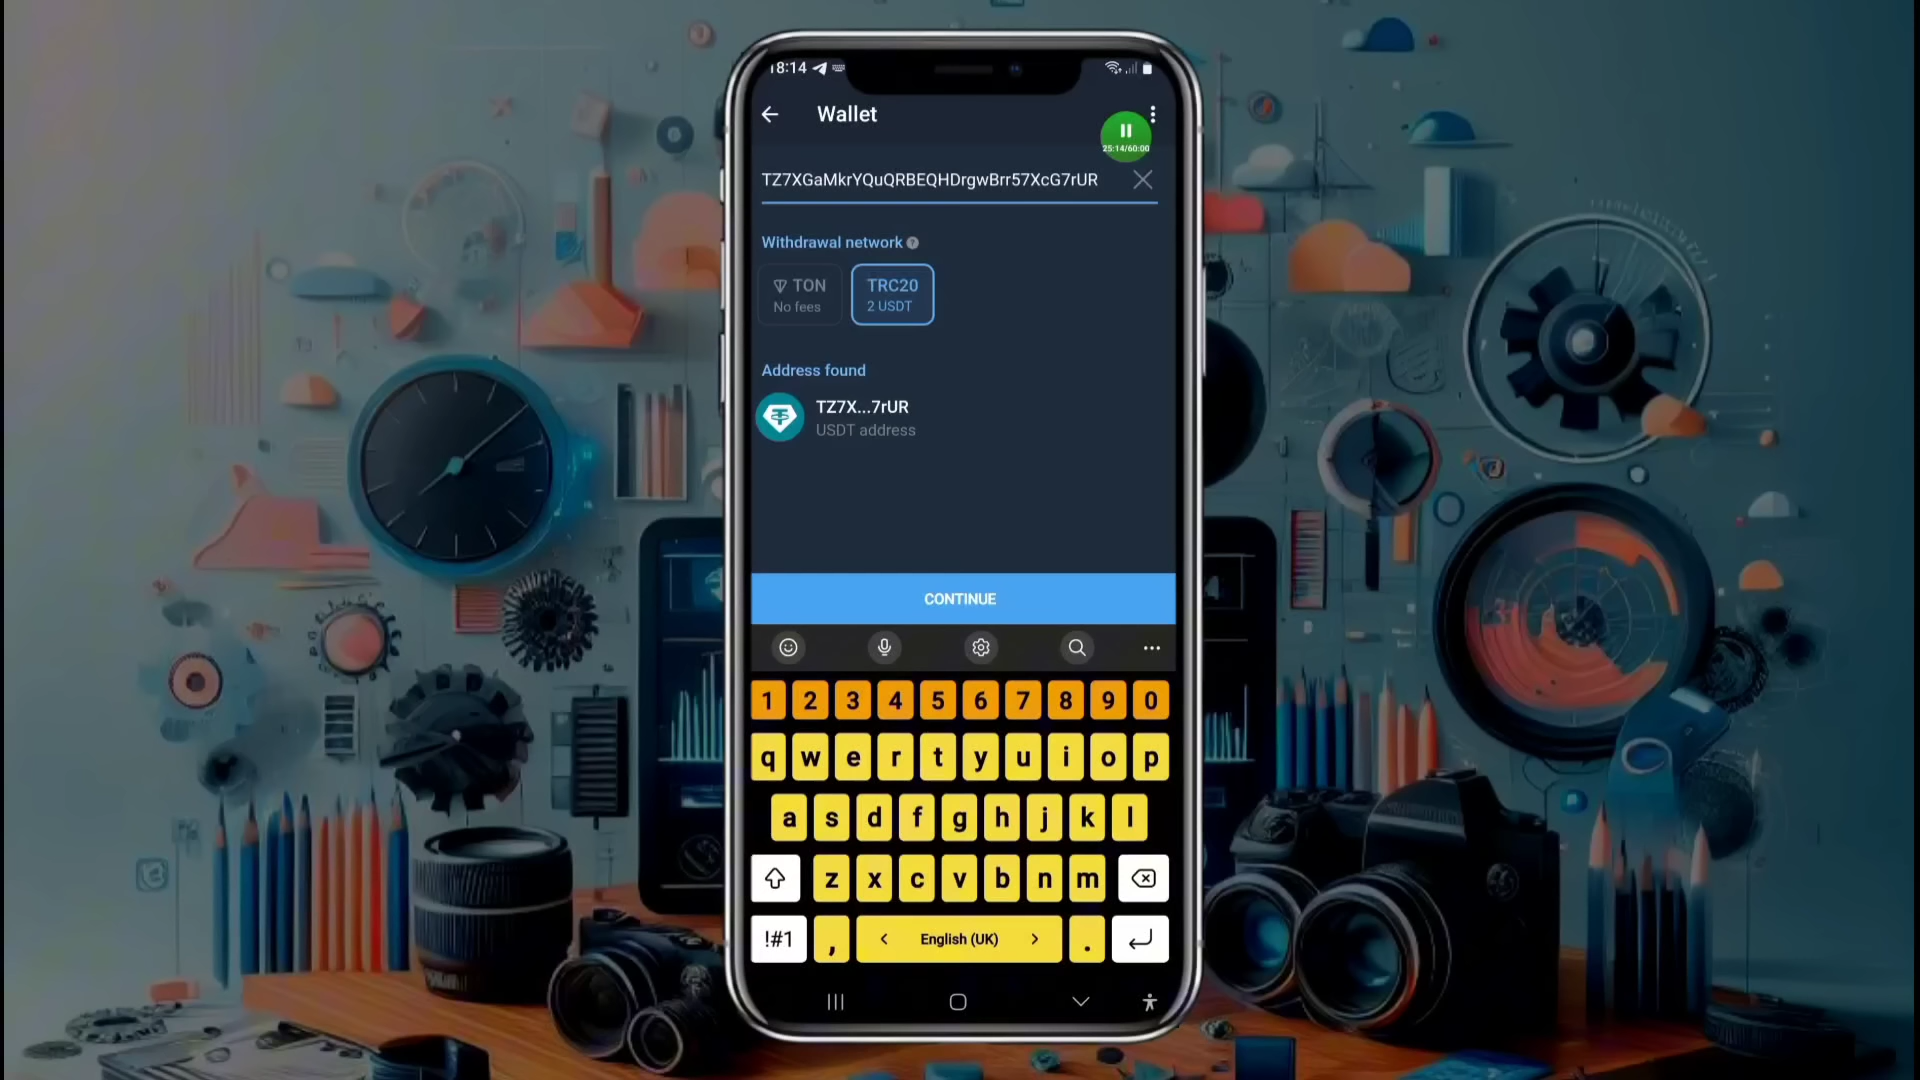 18:14
Wallet
25:14/60:00
TZ7XGaMkrYQuQRBEQHDrgwBrr57XcG7rUR
Withdrawal network ?
TON
No fees
TRC20
2 USDT
Address found
TZ7X...7rUR
USDT address
CONTINUE
1 2 3 4 5 6 7 8 9 0
q w e r t y u i o p
a s d f g h j k l
z x c v b n m
!#1 , < English (UK) > .